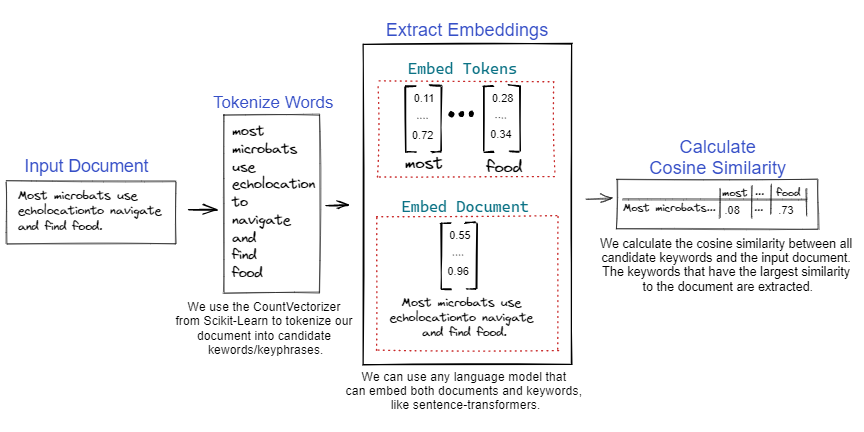 Input Document
Most microbats use
echolocationto navigate
and find food.
Tokenize Words
most
microbats
use
echolocation
to
navigate
and
find
food
We use the CountVectorizer
from Scikit-Learn to tokenize our
document into candidate
kewords/keyphrases.
Extract Embeddings
Embed Tokens
0.11 0.28
.... ••• ....
0.72 0.34
most food
Embed Document
0.55
....
0.96
Most microbats use
echolocationto navigate
and find food.
We can use any language model that
can embed both documents and keywords,
like sentence-transformers.
Calculate
Cosine Similarity
most ... food
Most microbats... .08 ... .73
We calculate the cosine similarity between all
candidate keywords and the input document.
The keywords that have the largest similarity
to the document are extracted.